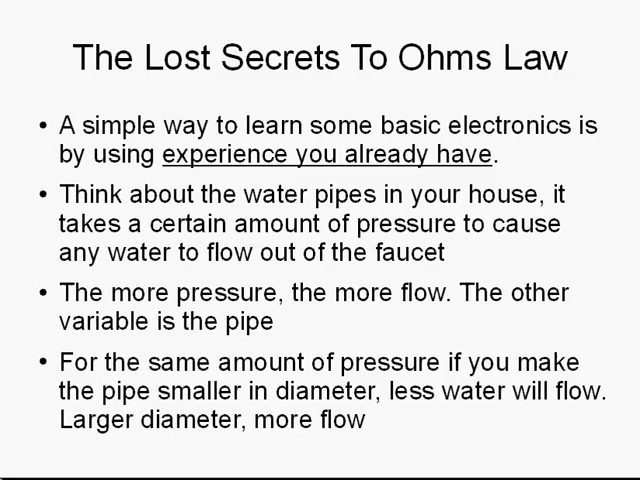 The Lost Secrets To Ohms Law
• A simple way to learn some basic electronics is
by using experience you already have.
• Think about the water pipes in your house, it
takes a certain amount of pressure to cause
any water to flow out of the faucet
• The more pressure, the more flow. The other
variable is the pipe
• For the same amount of pressure if you make
the pipe smaller in diameter, less water will flow.
Larger diameter, more flow